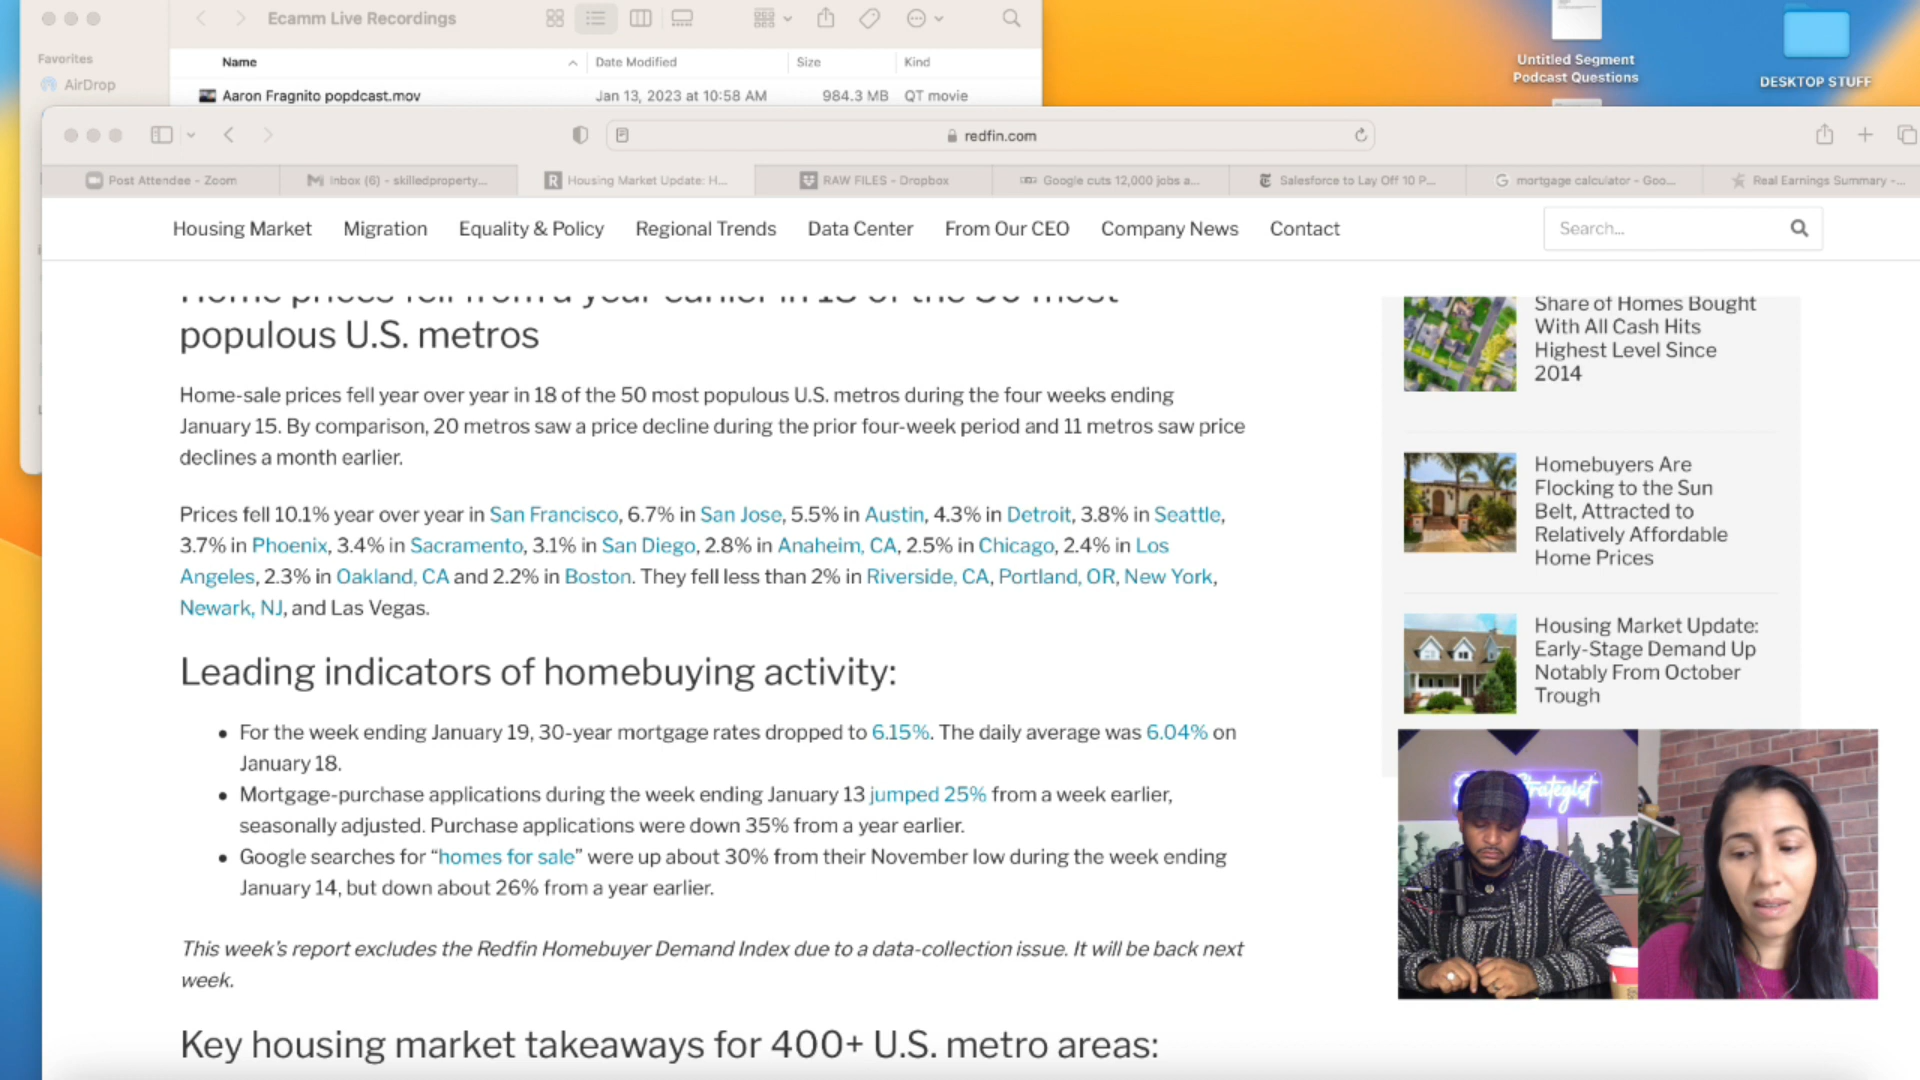 Ecamm Live Recordings
Favorites
AirDrop
Name
Date Modified
Size
Kind
Aaron Fragnito popdcast.mov
Jan 13, 2023 at 10:58 AM
984.3 MB
QT movie
Untitled Segment
Podcast Questions
DESKTOP STUFF
redfin.com
Post Attendee - Zoom
Inbox (6) - skilledproperty...
Housing Market Update: H...
RAW FILES - Dropbox
Google cuts 12,000 jobs a...
Salesforce to Lay Off 10 P...
mortgage calculator - Goo...
Real Earnings Summary -...
Housing Market
Migration
Equality & Policy
Regional Trends
Data Center
From Our CEO
Company News
Contact
Search...
Home prices fell from a year earlier in 18 of the 50 most
populous U.S. metros
Home-sale prices fell year over year in 18 of the 50 most populous U.S. metros during the four weeks ending
January 15. By comparison, 20 metros saw a price decline during the prior four-week period and 11 metros saw price
declines a month earlier.
Prices fell 10.1% year over year in San Francisco, 6.7% in San Jose, 5.5% in Austin, 4.3% in Detroit, 3.8% in Seattle,
3.7% in Phoenix, 3.4% in Sacramento, 3.1% in San Diego, 2.8% in Anaheim, CA, 2.5% in Chicago, 2.4% in Los
Angeles, 2.3% in Oakland, CA and 2.2% in Boston. They fell less than 2% in Riverside, CA, Portland, OR, New York,
Newark, NJ, and Las Vegas.
Leading indicators of homebuying activity:
• For the week ending January 19, 30-year mortgage rates dropped to 6.15%. The daily average was 6.04% on
January 18.
• Mortgage-purchase applications during the week ending January 13 jumped 25% from a week earlier,
seasonally adjusted. Purchase applications were down 35% from a year earlier.
• Google searches for “homes for sale” were up about 30% from their November low during the week ending
January 14, but down about 26% from a year earlier.
This week’s report excludes the Redfin Homebuyer Demand Index due to a data-collection issue. It will be back next
week.
Key housing market takeaways for 400+ U.S. metro areas:
Share of Homes Bought
With All Cash Hits
Highest Level Since
2014
Homebuyers Are
Flocking to the Sun
Belt, Attracted to
Relatively Affordable
Home Prices
Housing Market Update:
Early-Stage Demand Up
Notably From October
Trough